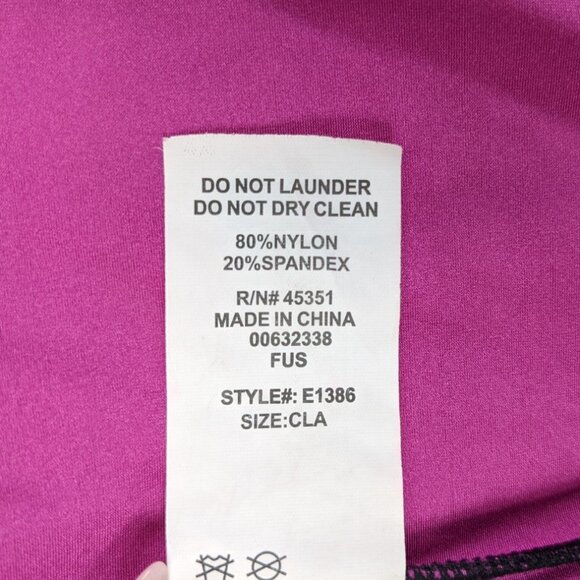 DO NOT LAUNDER
DO NOT DRY CLEAN
80%NYLON
20%SPANDEX
R/N# 45351
MADE IN CHINA
00632338
FUS
STYLE#: E1386
SIZE:CLA